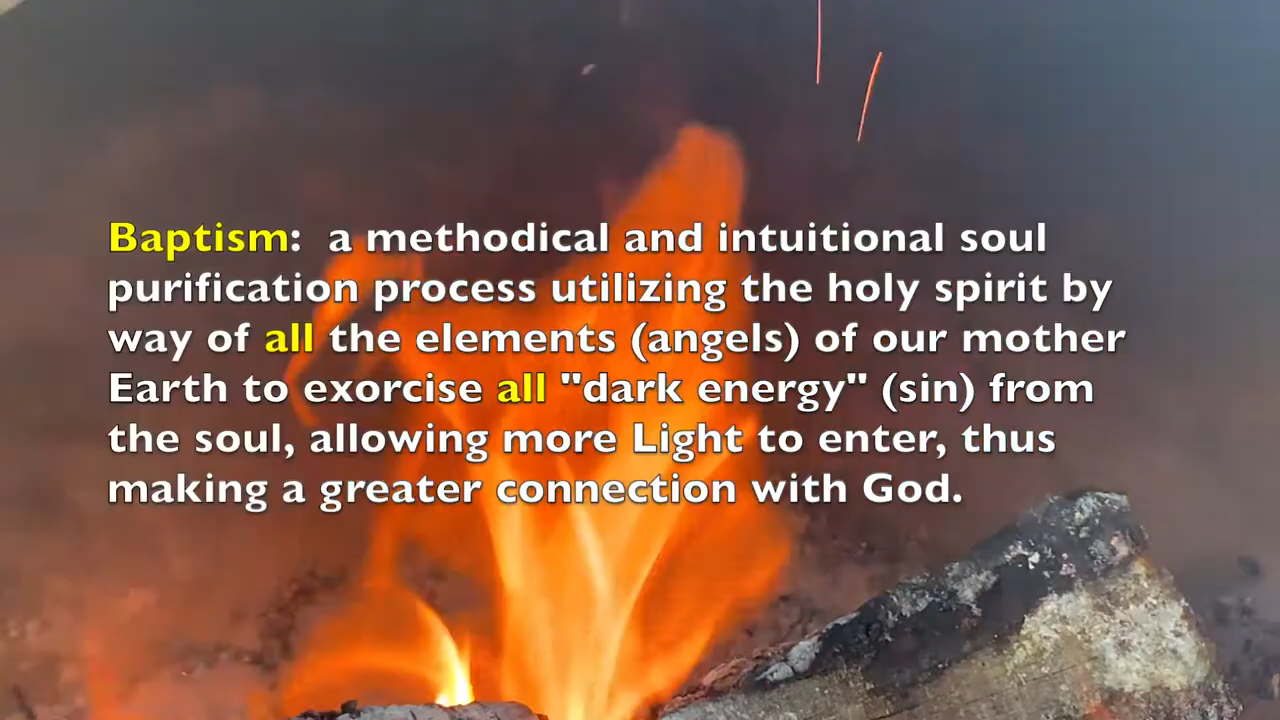 Baptism:  a methodical and intuitional soul
purification process utilizing the holy spirit by
way of all the elements (angels) of our mother
Earth to exorcise all "dark energy" (sin) from
the soul, allowing more Light to enter, thus
making a greater connection with God.